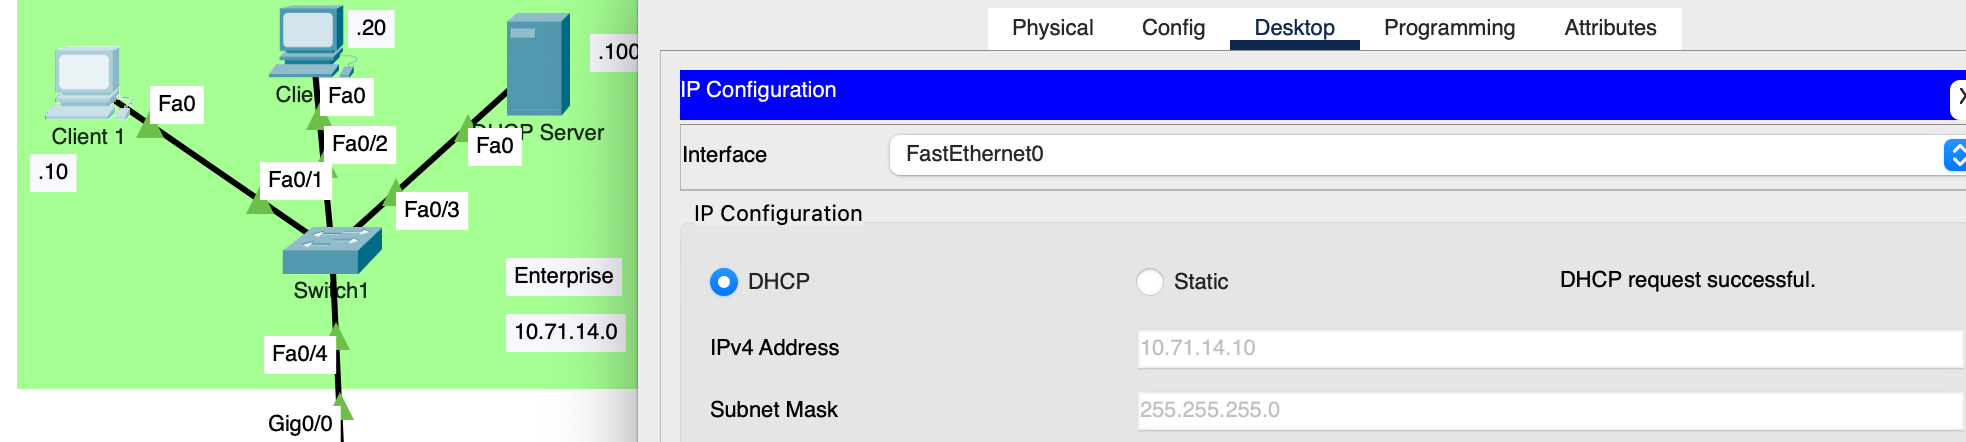 .20
.100
Fa0
Client 1
.10
Clie
Fa0
Fa0/2
Server
Fa0
Fa0/1
Fa0/3
Switch1
Enterprise
10.71.14.0
Fa0/4
Gig0/0
Physical
Config
Desktop
Programming
Attributes
IP Configuration
X
Interface
FastEthernet0
IP Configuration
DHCP
Static
DHCP request successful.
IPv4 Address
10.71.14.10
Subnet Mask
255.255.255.0